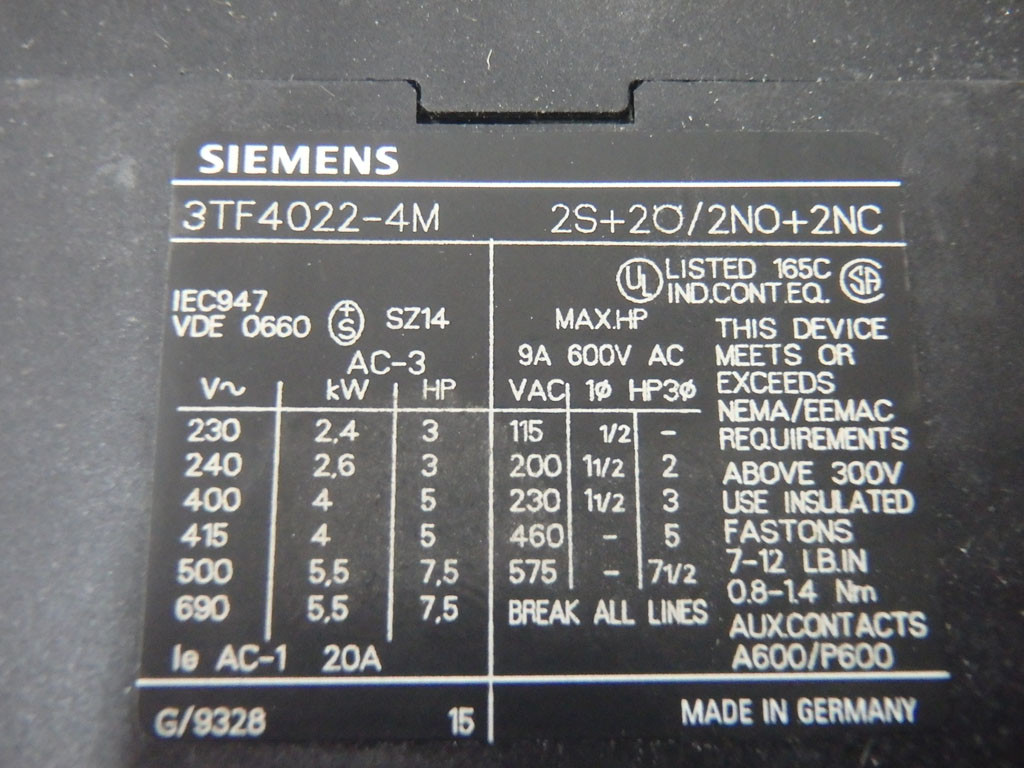 SIEMENS
3TF4022-4M 2S+2Ö/2NO+2NC
IEC947
VDE 0660 +S SZ14
AC-3
V~ kW HP
230 2,4 3
240 2,6 3
400 4 5
415 4 5
500 5,5 7,5
690 5,5 7,5
Ie AC-1 20A
UL LISTED 165C SA
IND.CONT.EQ.
MAX.HP
9A 600V AC
VAC 1ø HP3ø
115 1/2 -
200 11/2 2
230 11/2 3
460 - 5
575 - 71/2
BREAK ALL LINES
THIS DEVICE
MEETS OR
EXCEEDS
NEMA/EEMAC
REQUIREMENTS
ABOVE 300V
USE INSULATED
FASTONS
7-12 LB.IN
0.8-1.4 Nm
AUX.CONTACTS
A600/P600
G/9328 15
MADE IN GERMANY